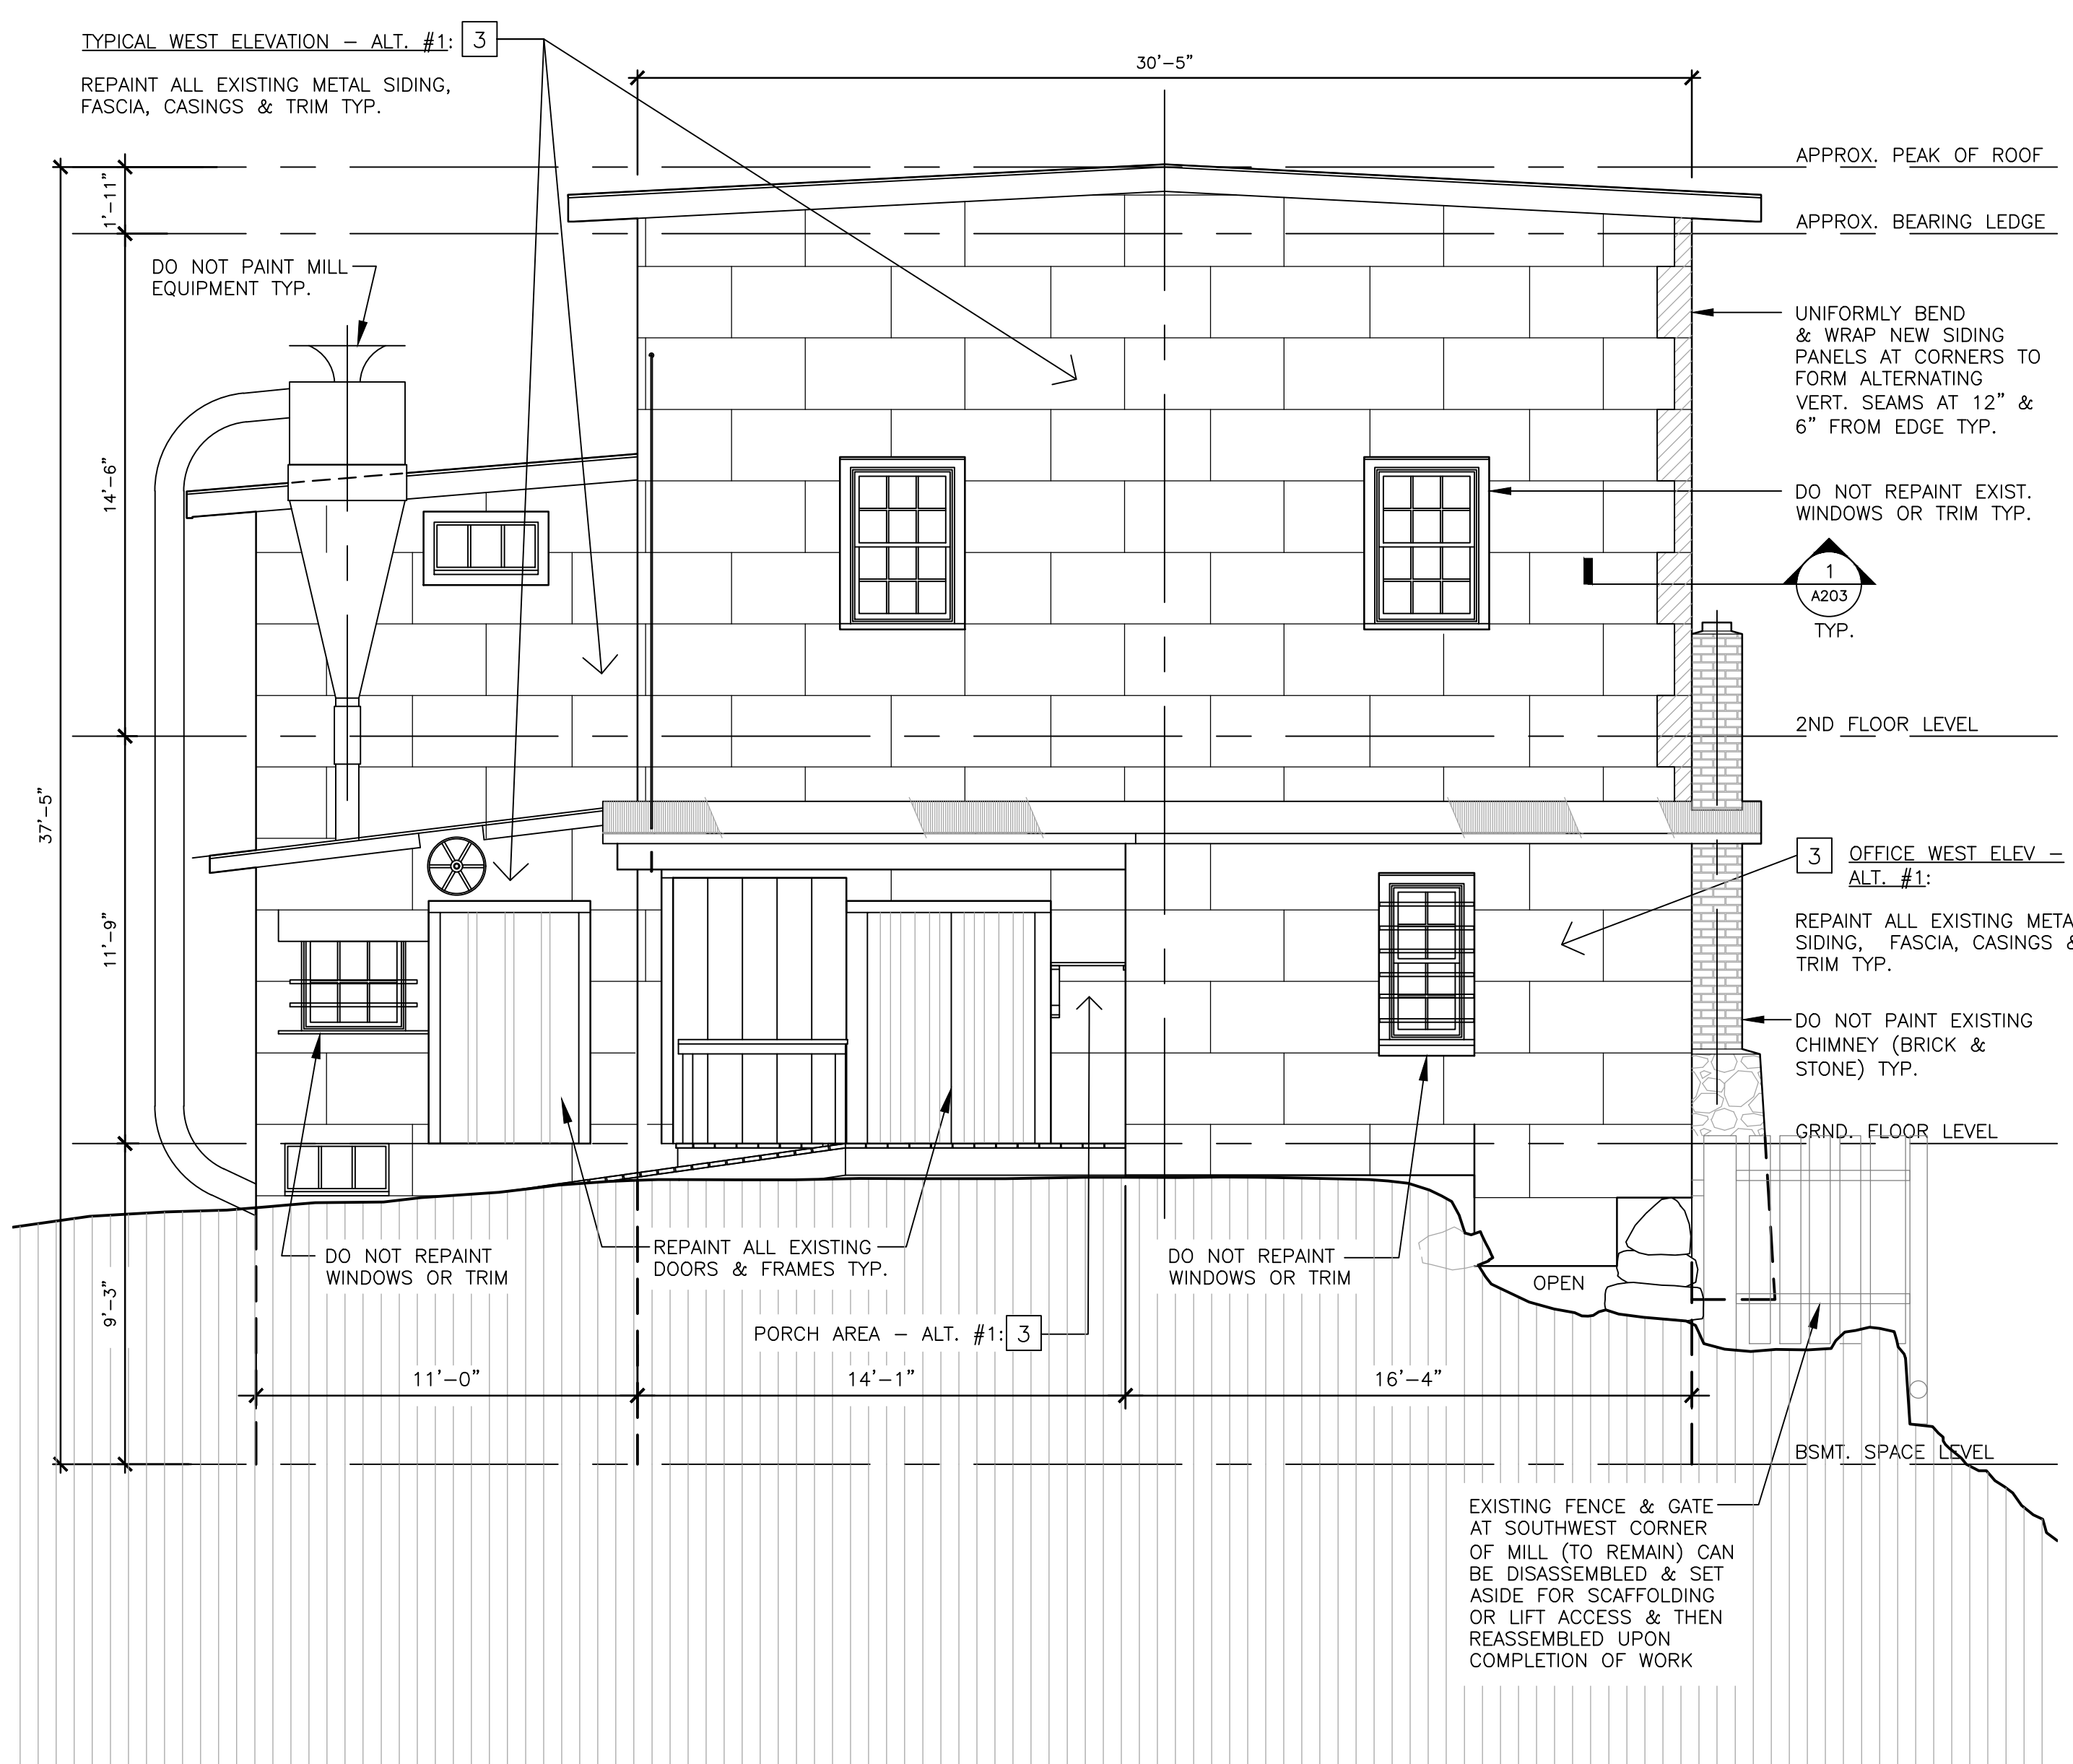 TYPICAL WEST ELEVATION – ALT. #1: 3
REPAINT ALL EXISTING METAL SIDING,
FASCIA, CASINGS & TRIM TYP.
30'-5"
APPROX. PEAK OF ROOF
1'-11"
APPROX. BEARING LEDGE
DO NOT PAINT MILL
EQUIPMENT TYP.
UNIFORMLY BEND
& WRAP NEW SIDING
PANELS AT CORNERS TO
FORM ALTERNATING
VERT. SEAMS AT 12" &
6" FROM EDGE TYP.
14'-6"
DO NOT REPAINT EXIST.
WINDOWS OR TRIM TYP.
1
A203
TYP.
2ND FLOOR LEVEL
37'-5"
3 OFFICE WEST ELEV –
ALT. #1:
REPAINT ALL EXISTING META
SIDING, FASCIA, CASINGS &
TRIM TYP.
11'-9"
DO NOT PAINT EXISTING
CHIMNEY (BRICK &
STONE) TYP.
GRND. FLOOR LEVEL
DO NOT REPAINT
WINDOWS OR TRIM
REPAINT ALL EXISTING
DOORS & FRAMES TYP.
DO NOT REPAINT
WINDOWS OR TRIM
OPEN
9'-3"
PORCH AREA – ALT. #1: 3
11'-0"
14'-1"
16'-4"
BSMT. SPACE LEVEL
EXISTING FENCE & GATE
AT SOUTHWEST CORNER
OF MILL (TO REMAIN) CAN
BE DISASSEMBLED & SET
ASIDE FOR SCAFFOLDING
OR LIFT ACCESS & THEN
REASSEMBLED UPON
COMPLETION OF WORK